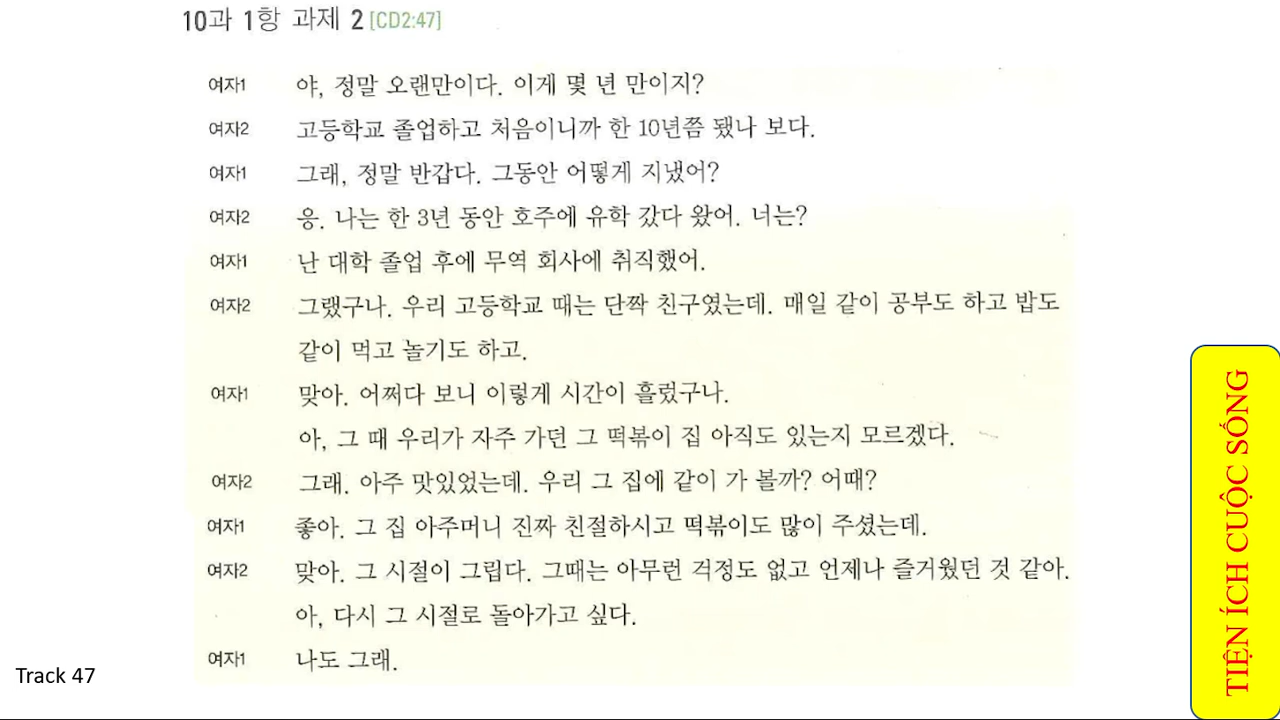 10과 1항 과제 2 [CD2:47]
여자1 야, 정말 오랜만이다. 이게 몇 년 만이지?
여자2 고등학교 졸업하고 처음이니까 한 10년쯤 됐나 보다.
여자1 그래, 정말 반갑다. 그동안 어떻게 지냈어?
여자2 응. 나는 한 3년 동안 호주에 유학 갔다 왔어. 너는?
여자1 난 대학 졸업 후에 무역 회사에 취직했어.
여자2 그랬구나. 우리 고등학교 때는 단짝 친구였는데. 매일 같이 공부도 하고 밥도
같이 먹고 놀기도 하고.
여자1 맞아. 어쩌다 보니 이렇게 시간이 흘렀구나.
아, 그 때 우리가 자주 가던 그 떡볶이 집 아직도 있는지 모르겠다.
여자2 그래. 아주 맛있었는데. 우리 그 집에 같이 가 볼까? 어때?
여자1 좋아. 그 집 아주머니 진짜 친절하시고 떡볶이도 많이 주셨는데.
여자2 맞아. 그 시절이 그립다. 그때는 아무런 걱정도 없고 언제나 즐거웠던 것 같아.
아, 다시 그 시절로 돌아가고 싶다.
여자1 나도 그래.
Track 47
TIỆN ÍCH CUỘC SỐNG